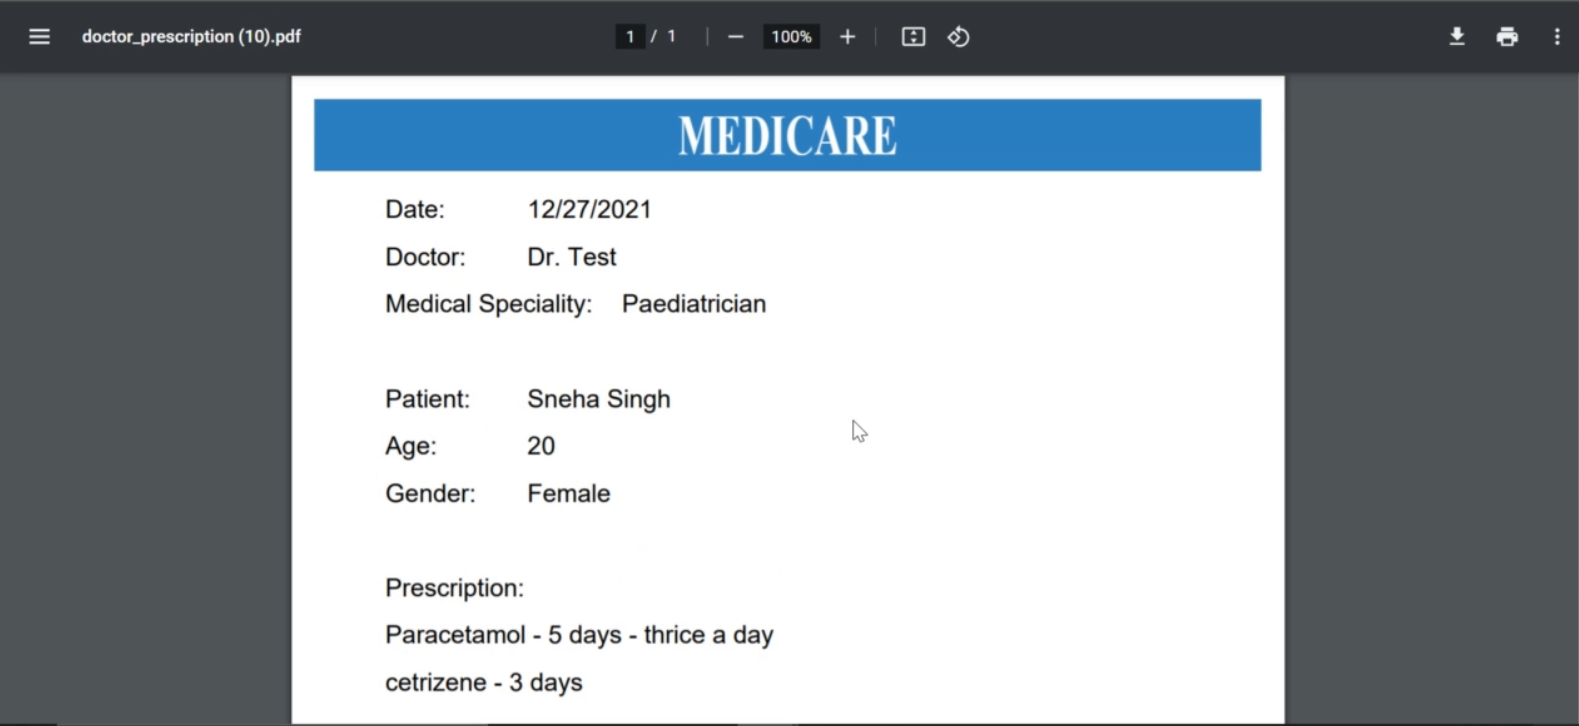 doctor_prescription (10).pdf
1 / 1
100%
MEDICARE
Date: 12/27/2021
Doctor: Dr. Test
Medical Speciality: Paediatrician
Patient: Sneha Singh
Age: 20
Gender: Female
Prescription:
Paracetamol - 5 days - thrice a day
cetrizene - 3 days